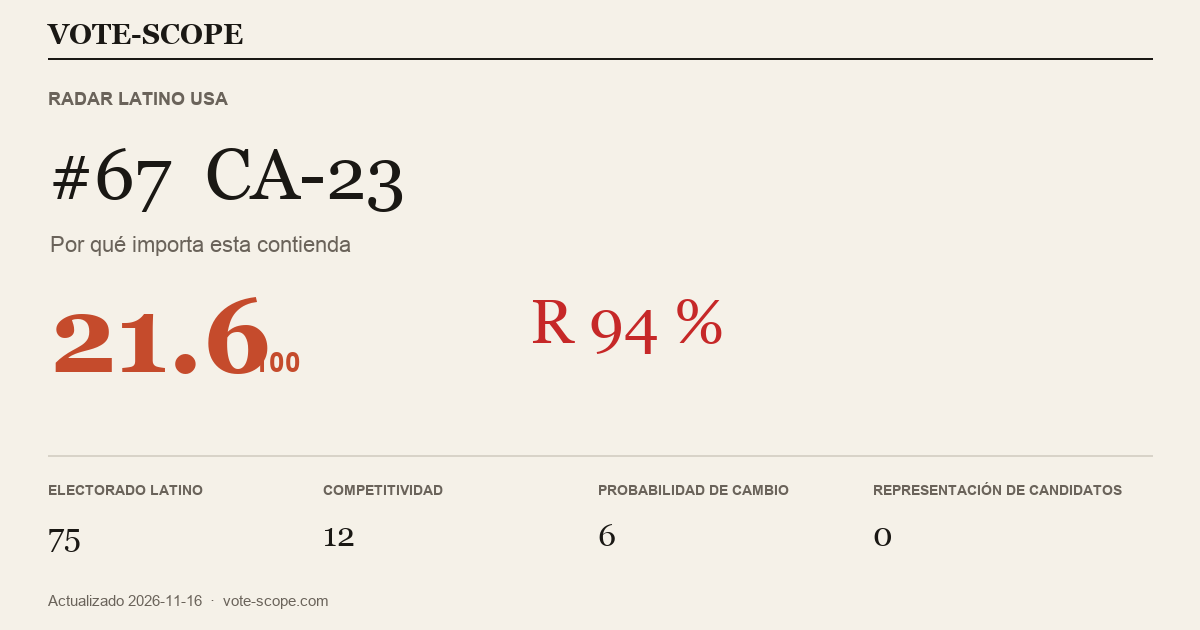 VOTE-SCOPE
RADAR LATINO USA
#67 CA-23
Por qué importa esta contienda
21.6
00
R 94 %
ELECTORADO LATINO
COMPETITIVIDAD
PROBABILIDAD DE CAMBIO
REPRESENTACIÓN DE CANDIDATOS
75
12
6
0
Actualizado 2026-11-16 · vote-scope.com